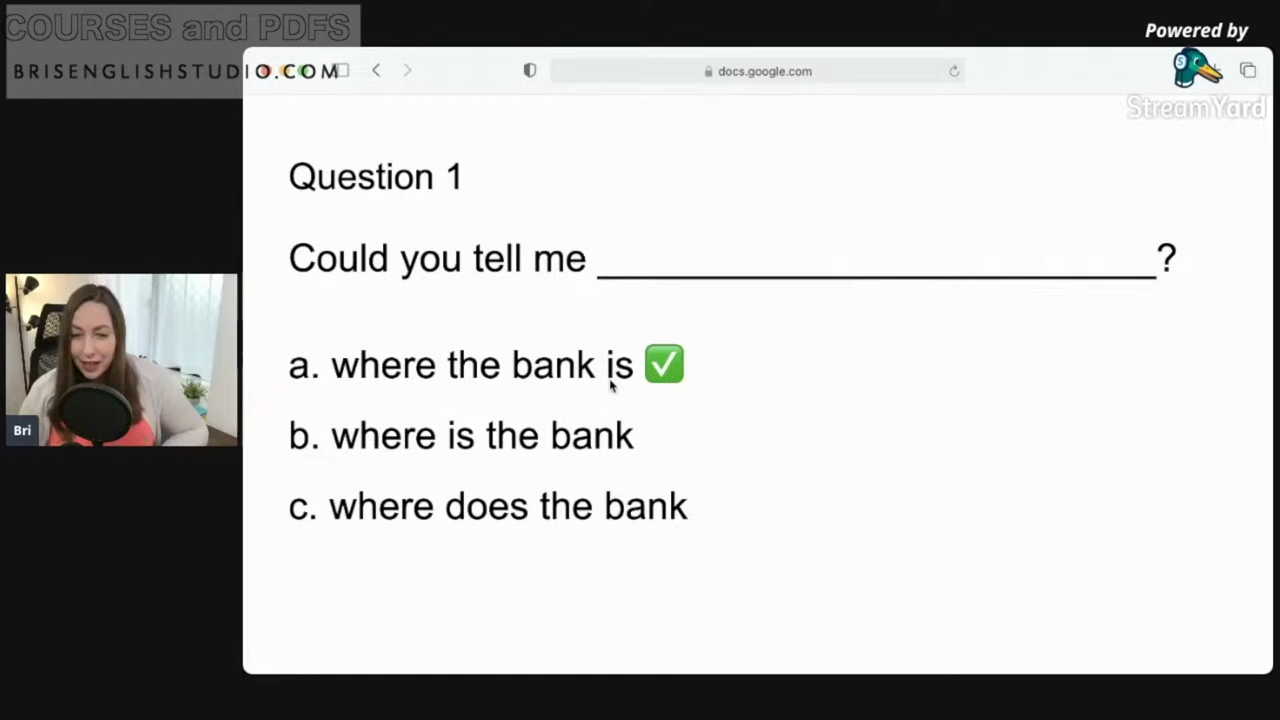 COURSES and PDFS
BRISENGLISHSTUDIO.COM
Powered by
S
StreamYard
docs.google.com
Question 1
Could you tell me ____________________________?
a. where the bank is ✅
b. where is the bank
c. where does the bank
Bri